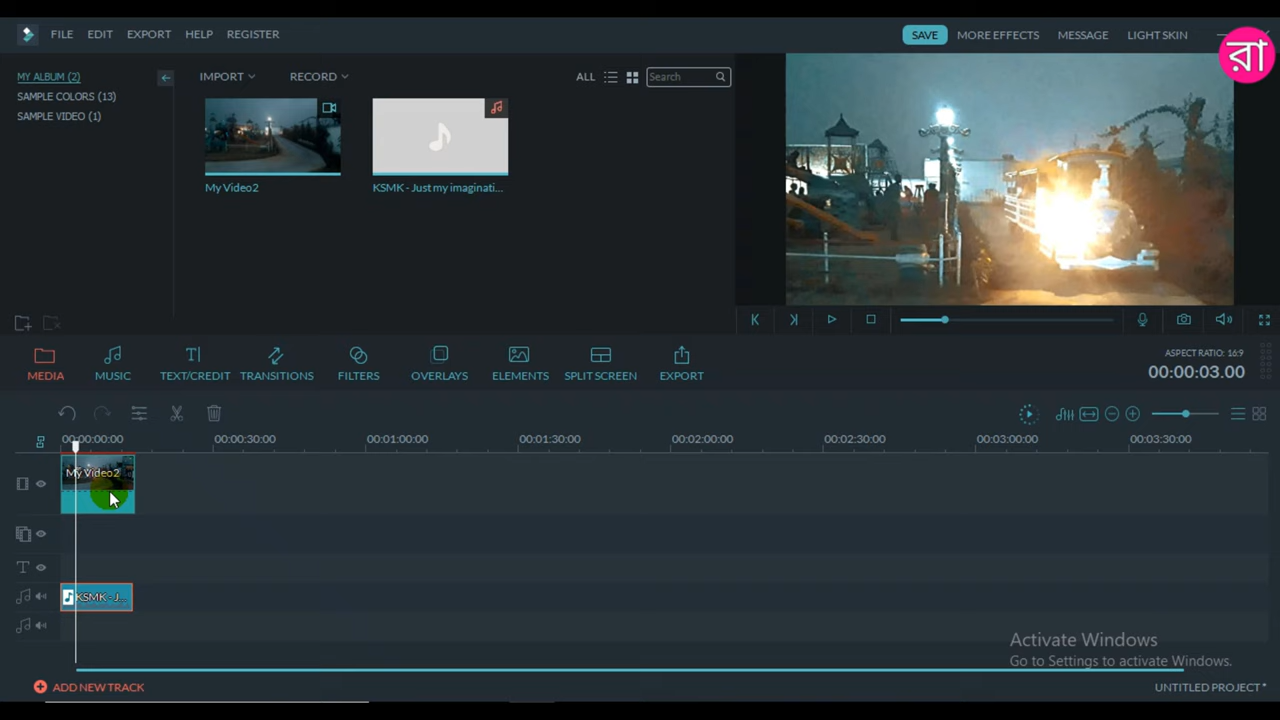 FILE EDIT EXPORT HELP REGISTER SAVE MORE EFFECTS MESSAGE LIGHT SKIN
রা
MY ALBUM (2)
SAMPLE COLORS (13)
SAMPLE VIDEO (1)
IMPORT RECORD ALL Search
My Video2 KSMK - Just my imaginati...
MEDIA MUSIC TEXT/CREDIT TRANSITIONS FILTERS OVERLAYS ELEMENTS SPLIT SCREEN EXPORT
ASPECT RATIO: 16:9
00:00:03.00
00:00:00:00 00:00:30:00 00:01:00:00 00:01:30:00 00:02:00:00 00:02:30:00 00:03:00:00 00:03:30:00
My Video2
T
KSMK - J...
Activate Windows
Go to Settings to activate Windows.
ADD NEW TRACK UNTITLED PROJECT *